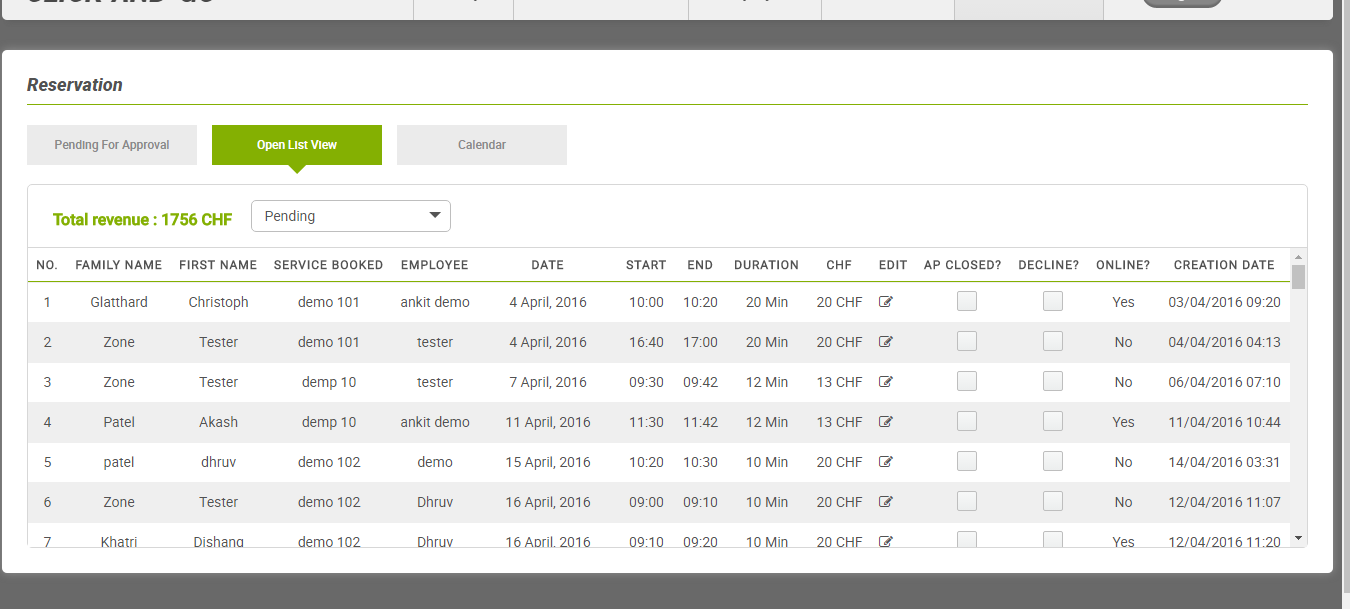 Reservation
Pending For Approval Open List View Calendar
Total revenue : 1756 CHF Pending
NO. FAMILY NAME FIRST NAME SERVICE BOOKED EMPLOYEE DATE START END DURATION CHF EDIT AP CLOSED? DECLINE? ONLINE? CREATION DATE
1 Glatthard Christoph demo 101 ankit demo 4 April, 2016 10:00 10:20 20 Min 20 CHF Yes 03/04/2016 09:20
2 Zone Tester demo 101 tester 4 April, 2016 16:40 17:00 20 Min 20 CHF No 04/04/2016 04:13
3 Zone Tester demp 10 tester 7 April, 2016 09:30 09:42 12 Min 13 CHF No 06/04/2016 07:10
4 Patel Akash demp 10 ankit demo 11 April, 2016 11:30 11:42 12 Min 13 CHF Yes 11/04/2016 10:44
5 patel dhruv demo 102 demo 15 April, 2016 10:20 10:30 10 Min 20 CHF No 14/04/2016 03:31
6 Zone Tester demo 102 Dhruv 16 April, 2016 09:00 09:10 10 Min 20 CHF No 12/04/2016 11:07
7 Khatri Dishang demo 102 Dhruv 16 April, 2016 09:10 09:20 10 Min 20 CHF Yes 12/04/2016 11:20